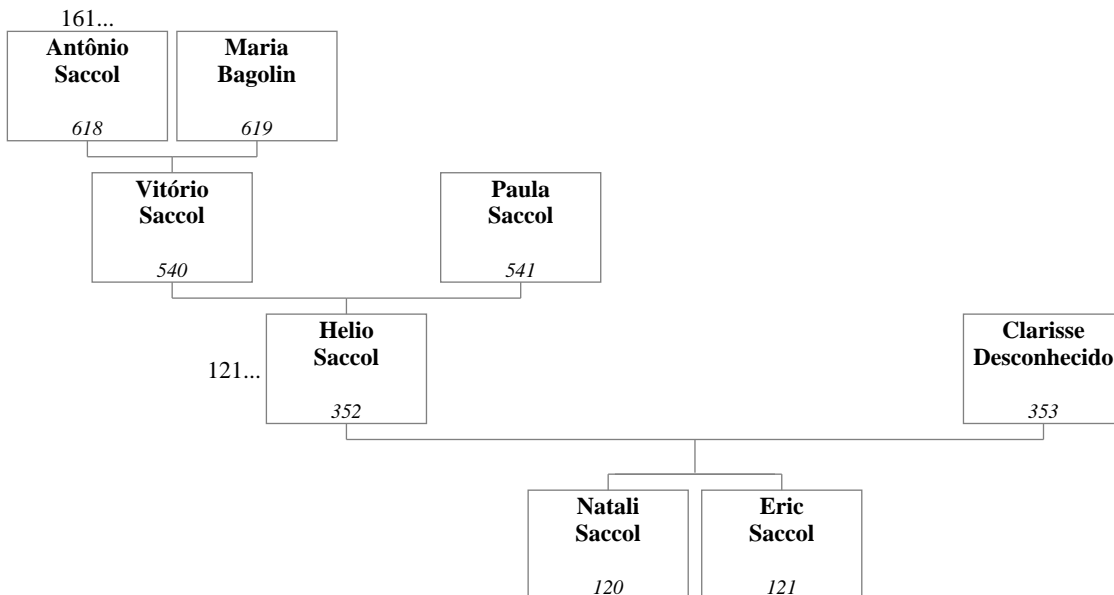 161...
Antônio
Saccol
618
Maria
Bagolin
619
Vitório
Saccol
540
Paula
Saccol
541
121...
Helio
Saccol
352
Clarisse
Desconhecido
353
Natali
Saccol
120
Eric
Saccol
121